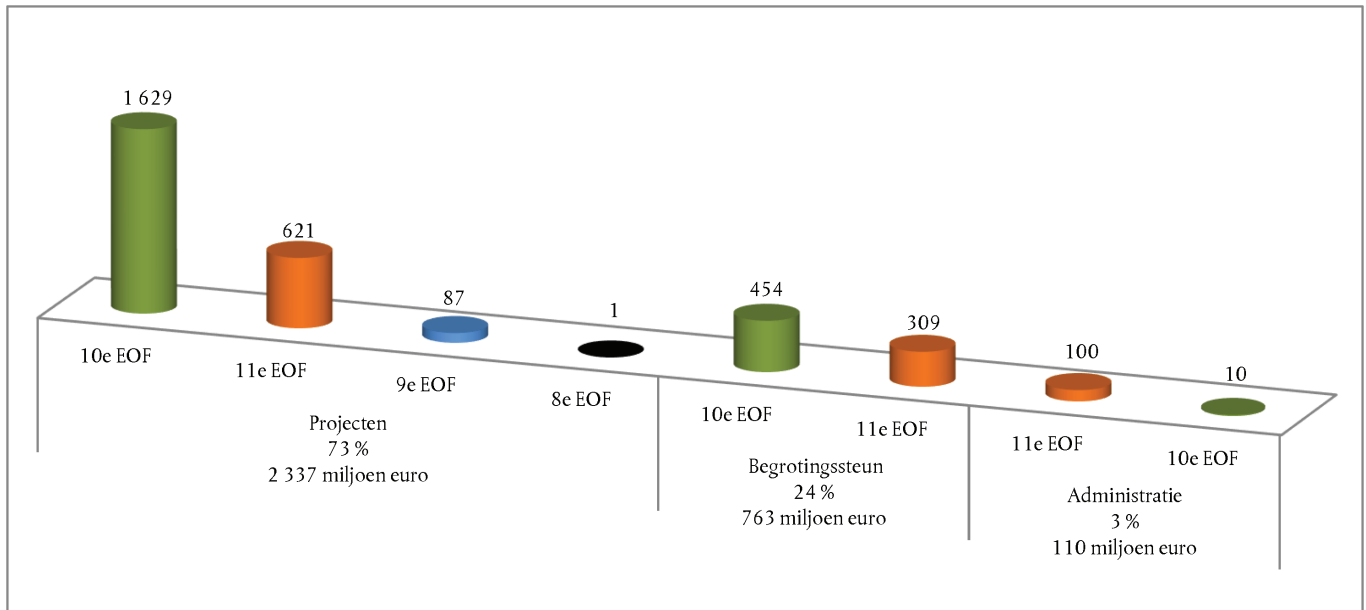 1 629
621
87
1
454
309
100
10
10e EOF
11e EOF
9e EOF
8e EOF
10e EOF
11e EOF
11e EOF
10e EOF
Projecten
73 %
2 337 miljoen euro
Begrotingssteun
24 %
763 miljoen euro
Administratie
3 %
110 miljoen euro